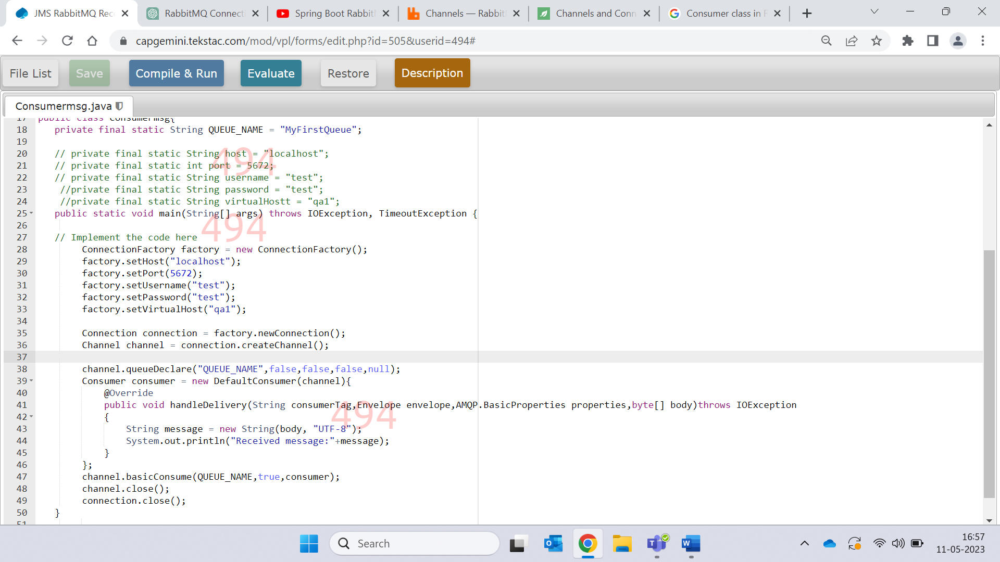 JMS RabbitMQ Rec
RabbitMQ Connecti
Spring Boot Rabbit
Channels — Rabbit
Channels and Conn
Consumer class in R
capgemini.tekstac.com/mod/vpl/forms/edit.php?id=505&userid=494#
File List
Save
Compile & Run
Evaluate
Restore
Description
Consumermsg.java
17 public class Consumermsg{
18 private final static String QUEUE_NAME = "MyFirstQueue";
19
20 // private final static String host = "localhost";
21 // private final static int port = 5672;
22 // private final static String username = "test";
23 //private final static String password = "test";
24 //private final static String virtualHostt = "qa1";
25 public static void main(String[] args) throws IOException, TimeoutException {
26
27 // Implement the code here
28 ConnectionFactory factory = new ConnectionFactory();
29 factory.setHost("localhost");
30 factory.setPort(5672);
31 factory.setUsername("test");
32 factory.setPassword("test");
33 factory.setVirtualHost("qa1");
34
35 Connection connection = factory.newConnection();
36 Channel channel = connection.createChannel();
37
38 channel.queueDeclare("QUEUE_NAME",false,false,false,null);
39 Consumer consumer = new DefaultConsumer(channel){
40 @Override
41 public void handleDelivery(String consumerTag,Envelope envelope,AMQP.BasicProperties properties,byte[] body)throws IOException
42 {
43 String message = new String(body, "UTF-8");
44 System.out.println("Received message:"+message);
45 }
46 };
47 channel.basicConsume(QUEUE_NAME,true,consumer);
48 channel.close();
49 connection.close();
50 }
51
494
494
494
Search
16:57
11-05-2023